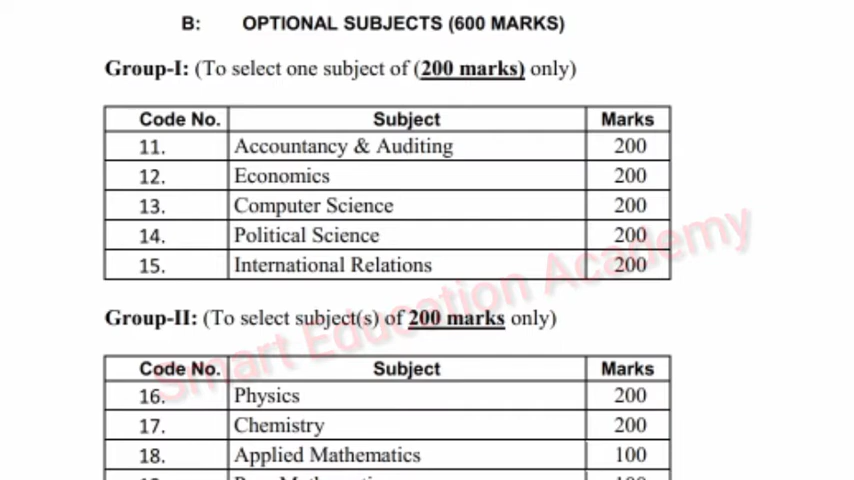 B: OPTIONAL SUBJECTS (600 MARKS)
Group-I: (To select one subject of (200 marks) only)
Code No. Subject Marks
11. Accountancy & Auditing 200
12. Economics 200
13. Computer Science 200
14. Political Science 200
15. International Relations 200
Smart Education Academy
Group-II: (To select subject(s) of 200 marks only)
Code No. Subject Marks
16. Physics 200
17. Chemistry 200
18. Applied Mathematics 100